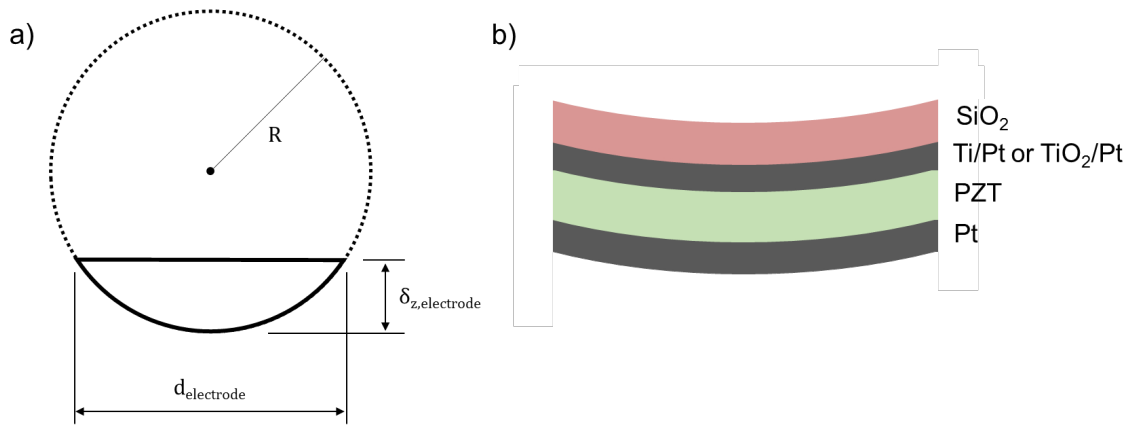 a)
R
δz,electrode
delectrode
b)
SiO2
Ti/Pt or TiO2/Pt
PZT
Pt